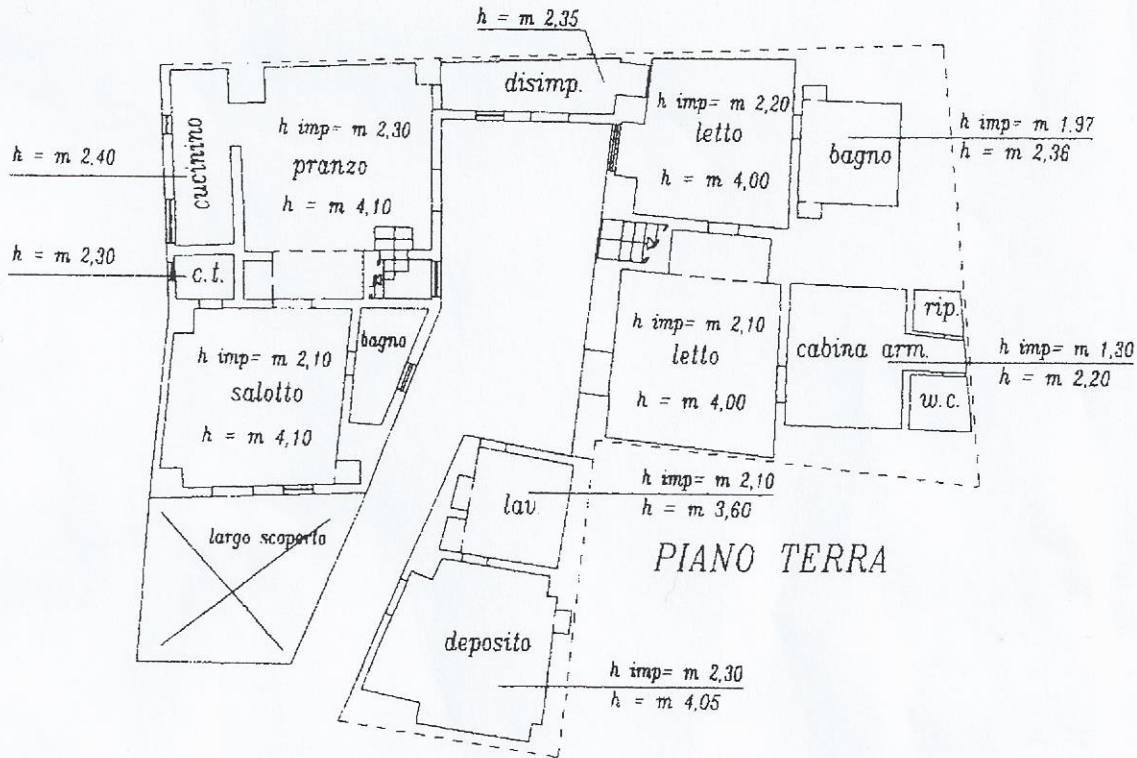 h = m 2,35
disimp.
h imp= m 2,20
letto
h = m 4,00
h imp= m 1,97
h = m 2,36
bagno
h imp= m 2,30
pranzo
h = m 4,10
cucinino
h = m 2,40
h = m 2,30
c.t.
h imp= m 2,10
salotto
h = m 4,10
bagno
h imp= m 2,10
letto
h = m 4,00
cabina arm.
rip.
w.c.
h imp= m 1,30
h = m 2,20
largo scoperto
lav
h imp= m 2,10
h = m 3,60
PIANO TERRA
deposito
h imp= m 2,30
h = m 4,05